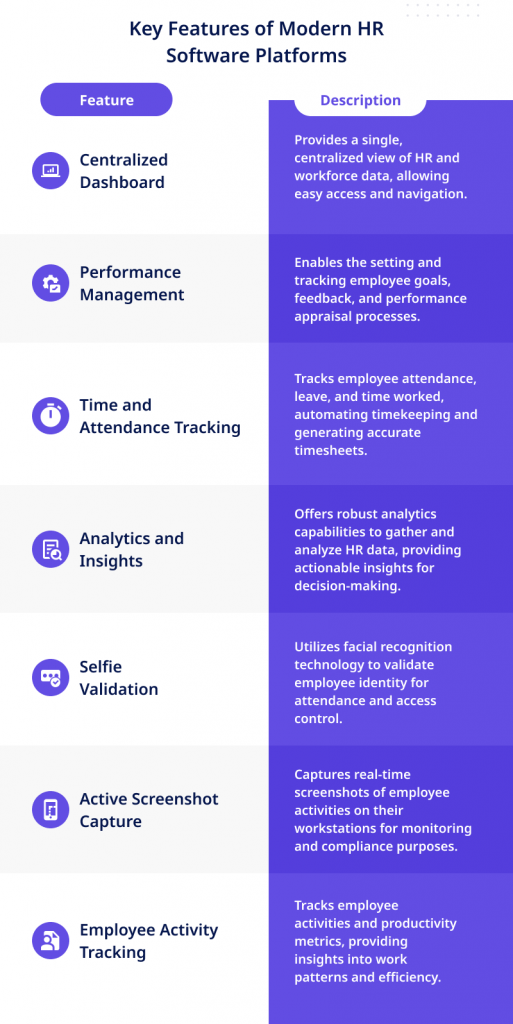 Key Features of Modern HR
Software Platforms
Feature
Description
Centralized
Dashboard
Provides a single,
centralized view of HR and
workforce data, allowing
easy access and navigation.
Performance
Management
Enables the setting and
tracking employee goals,
feedback, and performance
appraisal processes.
Time and
Attendance Tracking
Tracks employee attendance,
leave, and time worked,
automating timekeeping and
generating accurate
timesheets.
Analytics and
Insights
Offers robust analytics
capabilities to gather and
analyze HR data, providing
actionable insights for
decision-making.
Selfie
Validation
Utilizes facial recognition
technology to validate
employee identity for
attendance and access
control.
Active Screenshot
Capture
Captures real-time
screenshots of employee
activities on their
workstations for monitoring
and compliance purposes.
Employee Activity
Tracking
Tracks employee
activities and productivity
metrics, providing
insights into work
patterns and efficiency.